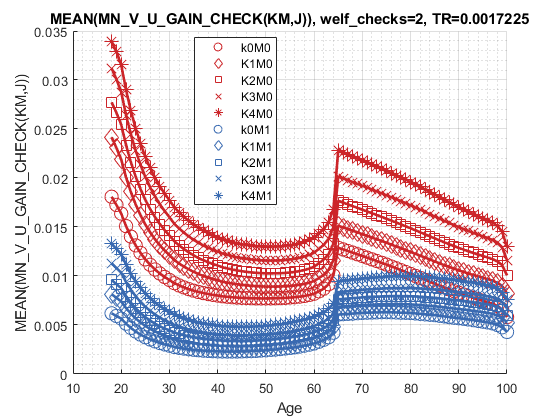 MEAN(MN_V_U_GAIN_CHECK(KM,J)), welf_checks=2, TR=0.0017225
MEAN(MN_V_U_GAIN_CHECK(KM,J))
0.035
0.03
0.025
0.02
0.015
0.01
0.005
0
k0M0
K1M0
K2M0
K3M0
K4M0
k0M1
K1M1
K2M1
K3M1
K4M1
10 20 30 40 50 60 70 80 90 100
Age